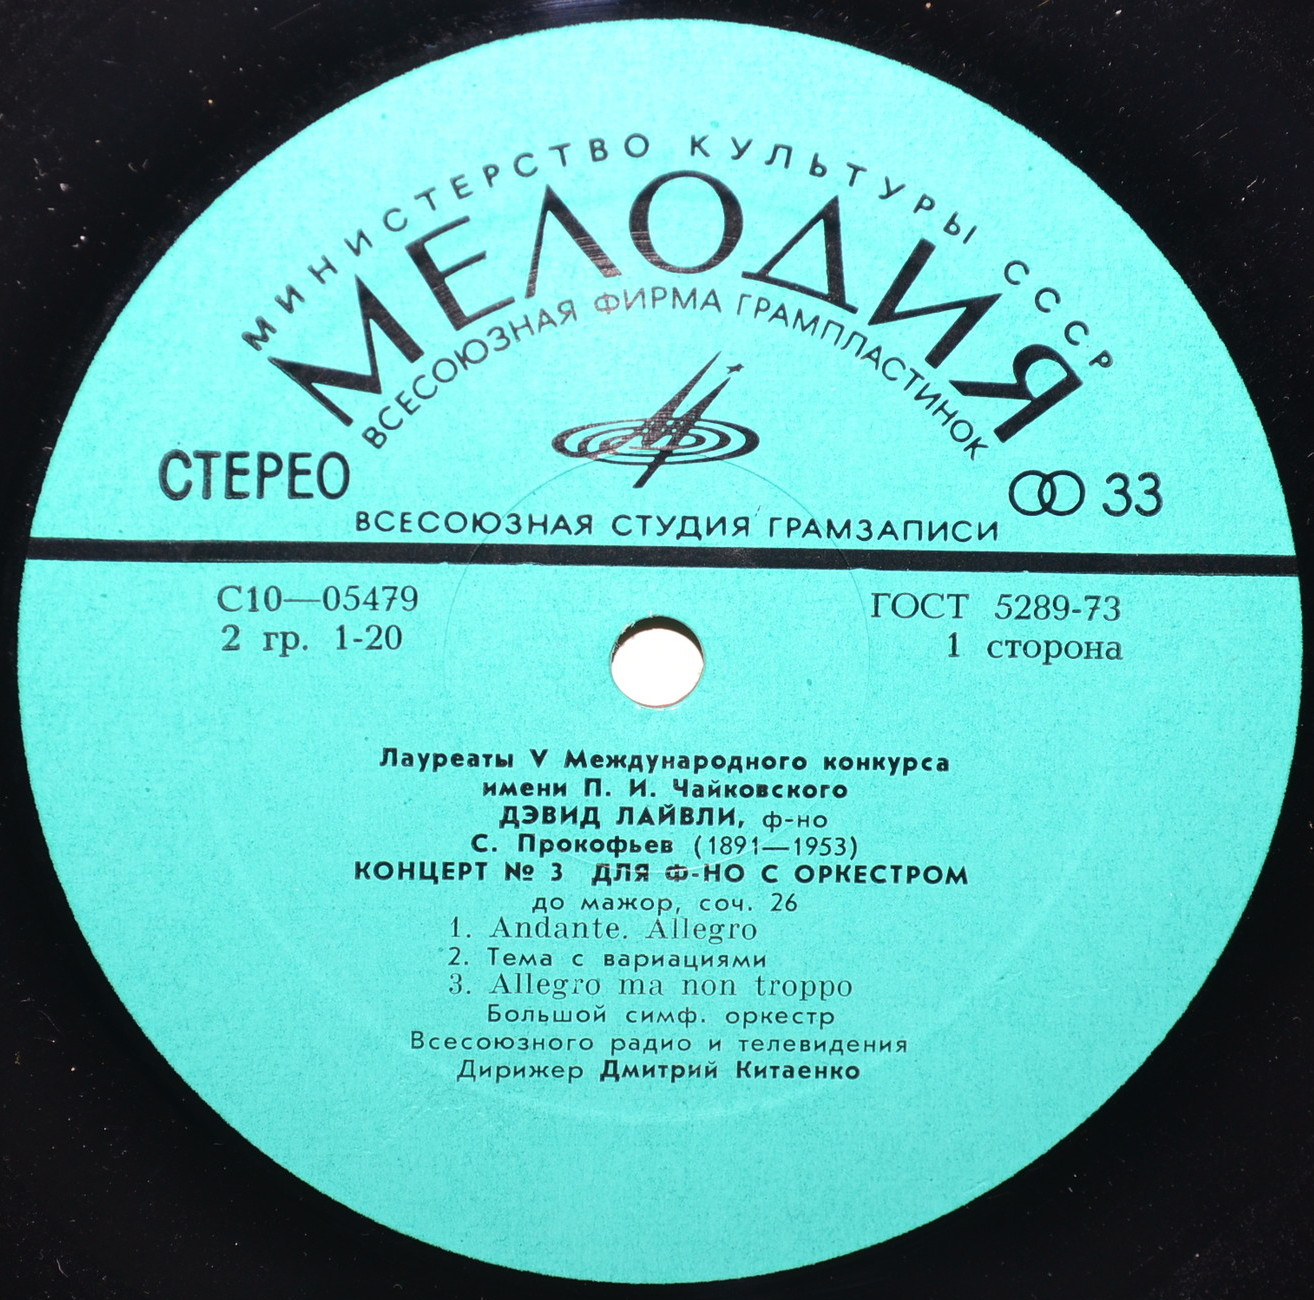 МИНИСТЕРСТВО КУЛЬТУРЫ СССР
МЕЛОДИЯ
ВСЕСОЮЗНАЯ ФИРМА ГРАМПЛАСТИНОК
СТЕРЕО
33
ВСЕСОЮЗНАЯ СТУДИЯ ГРАМЗАПИСИ
С10—05479
ГОСТ 5289-73
2 гр. 1-20
1 сторона
Лауреаты V Международного конкурса
имени П. И. Чайковского
ДЭВИД ЛАЙВЛИ, ф-но
С. Прокофьев (1891—1953)
КОНЦЕРТ № 3 ДЛЯ Ф-НО С ОРКЕСТРОМ
до мажор, соч. 26
1. Andante. Allegro
2. Тема с вариациями
3. Allegro ma non troppo
Большой симф. оркестр
Всесоюзного радио и телевидения
Дирижер Дмитрий Китаенко